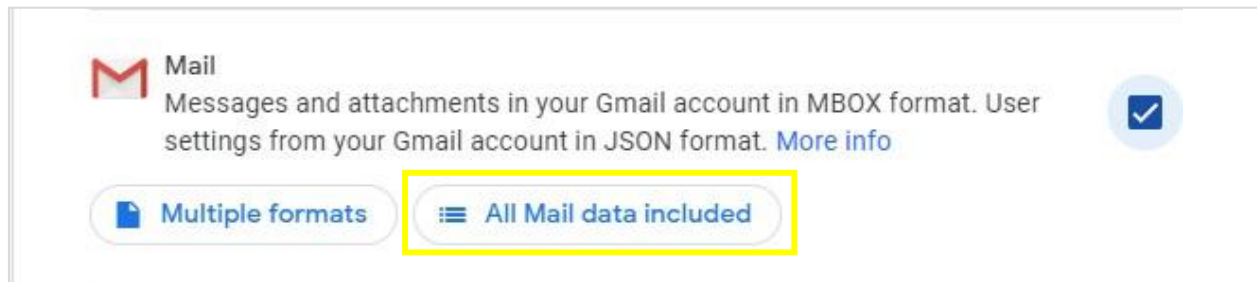 Mail
Messages and attachments in your Gmail account in MBOX format. User
settings from your Gmail account in JSON format. More info
Multiple formats
All Mail data included